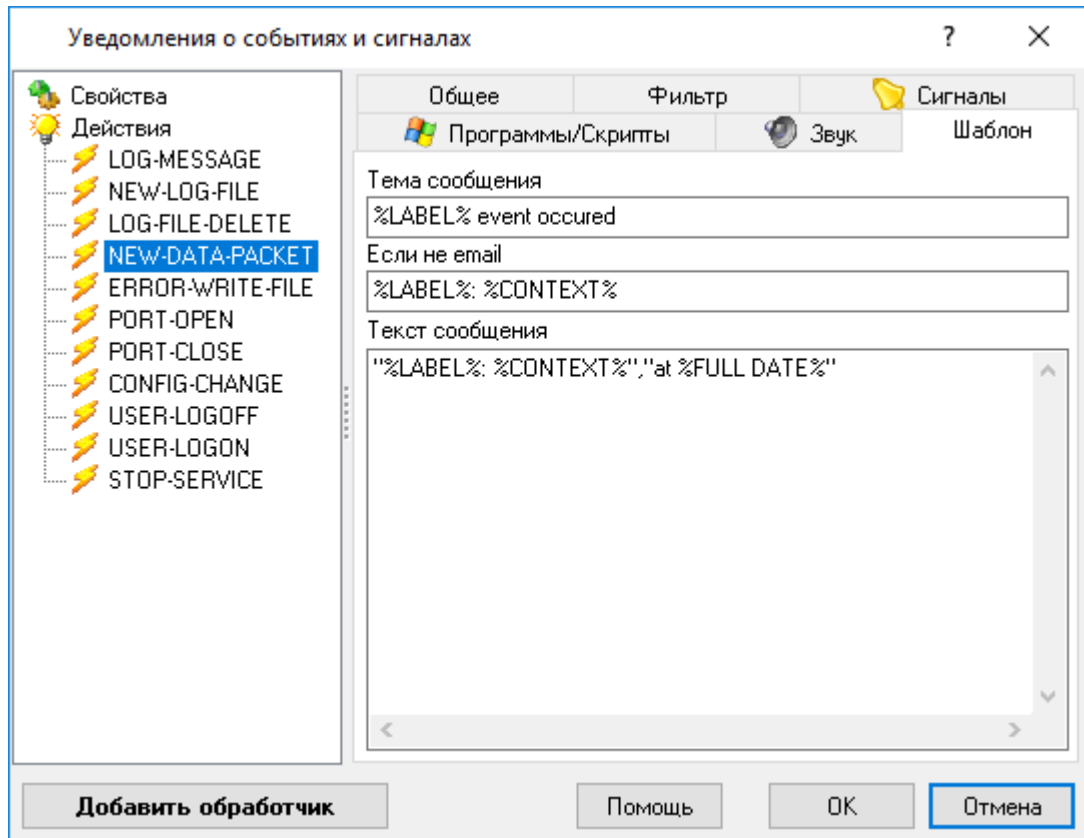 Уведомления о событиях и сигналах
?
Свойства
Действия
LOG-MESSAGE
NEW-LOG-FILE
LOG-FILE-DELETE
NEW-DATA-PACKET
ERROR-WRITE-FILE
PORT-OPEN
PORT-CLOSE
CONFIG-CHANGE
USER-LOGOFF
USER-LOGON
STOP-SERVICE
Общее Фильтр Сигналы
Программы/Скрипты Звук Шаблон
Тема сообщения
%LABEL% event occured
Если не email
%LABEL%: %CONTEXT%
Текст сообщения
"%LABEL%: %CONTEXT%","at %FULL DATE%"
Добавить обработчик Помощь OK Отмена